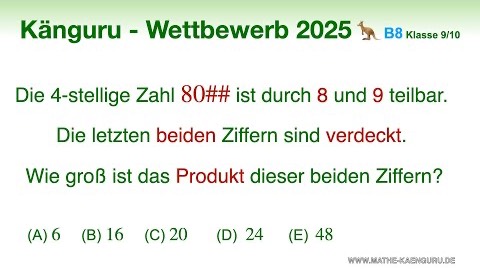 Känguru - Wettbewerb 2025 B8 Klasse 9/10
Die 4-stellige Zahl 80## ist durch 8 und 9 teilbar.
Die letzten beiden Ziffern sind verdeckt.
Wie groß ist das Produkt dieser beiden Ziffern?
(A) 6 (B) 16 (C) 20 (D) 24 (E) 48
WWW.MATHE-KAENGURU.DE